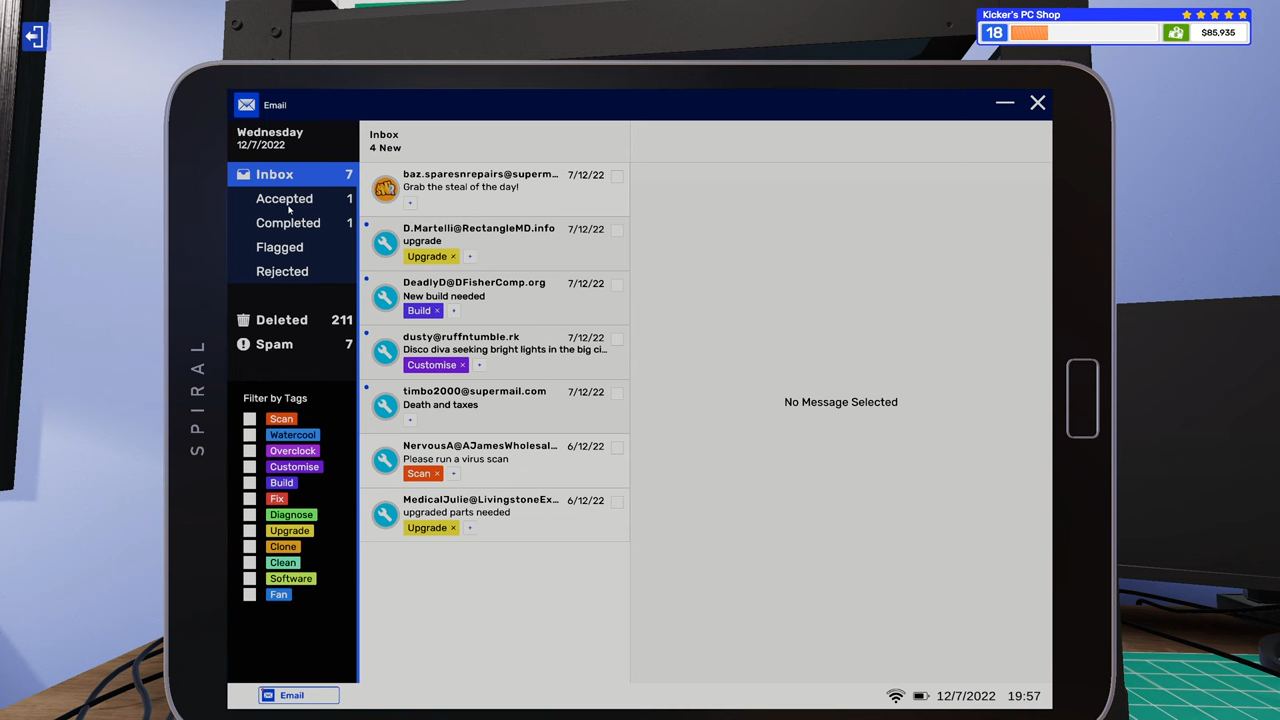 Kicker's PC Shop
18
$85,935
Email
Wednesday
12/7/2022
Inbox 7
Accepted 1
Completed 1
Flagged
Rejected
Deleted 211
Spam 7
Filter by Tags
Scan
Watercool
Overclock
Customise
Build
Fix
Diagnose
Upgrade
Clone
Clean
Software
Fan
Inbox
4 New
baz.sparesnrepairs@superm... 7/12/22
Grab the steal of the day!
+
D.Martelli@RectangleMD.info 7/12/22
upgrade
Upgrade × +
DeadlyD@DFisherComp.org 7/12/22
New build needed
Build × +
dusty@ruffntumble.rk 7/12/22
Disco diva seeking bright lights in the big ci...
Customise × +
timbo2000@supermail.com 7/12/22
Death and taxes
+
NervousA@AJamesWholesal... 6/12/22
Please run a virus scan
Scan × +
MedicalJulie@LivingstoneEx... 6/12/22
upgraded parts needed
Upgrade × +
No Message Selected
SPIRAL
Email
12/7/2022 19:57